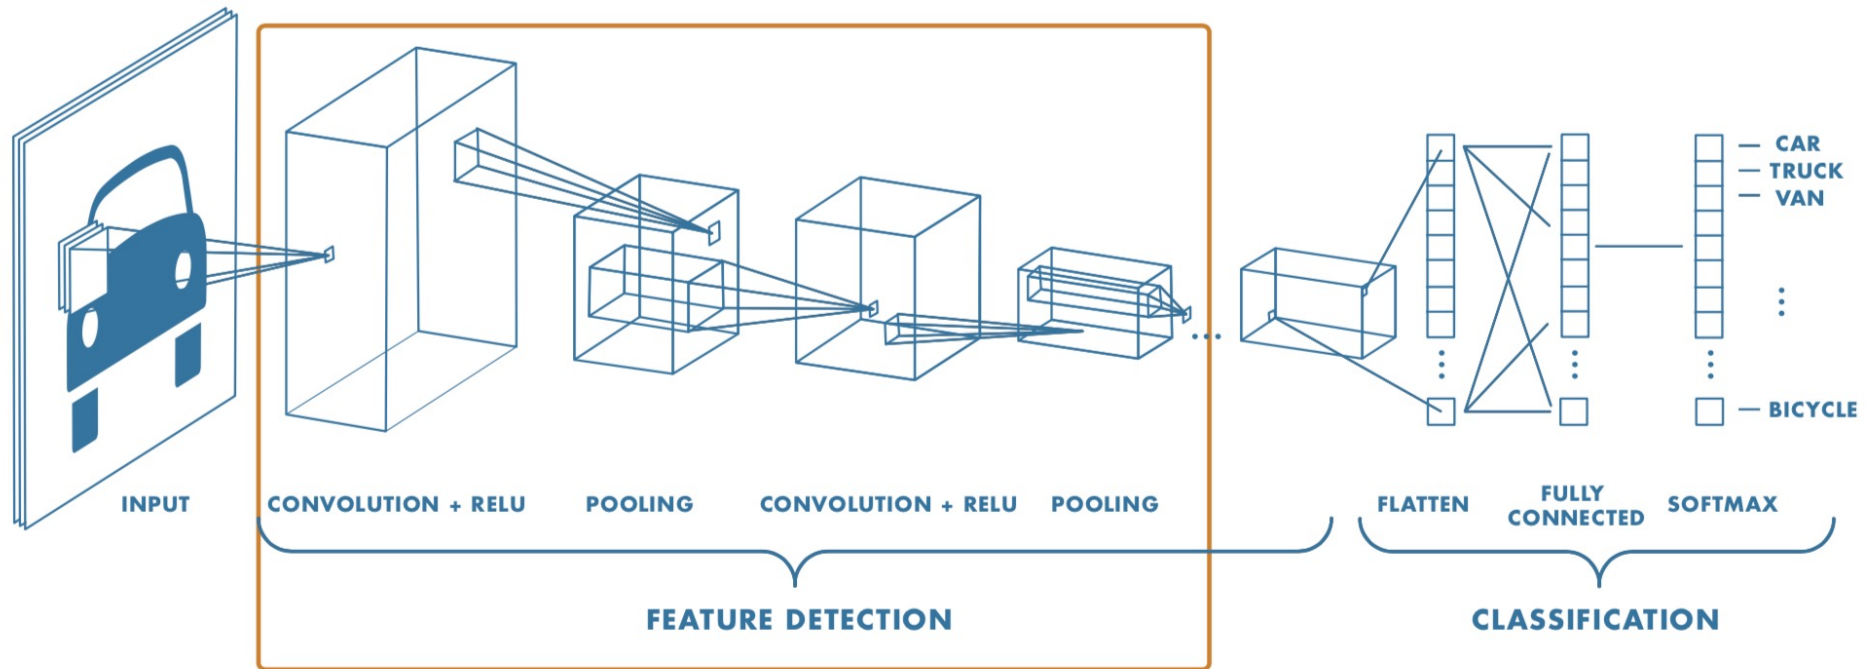 CAR
TRUCK
VAN
BICYCLE
INPUT
CONVOLUTION + RELU
POOLING
CONVOLUTION + RELU
POOLING
FLATTEN
FULLY
CONNECTED
SOFTMAX
FEATURE DETECTION
CLASSIFICATION